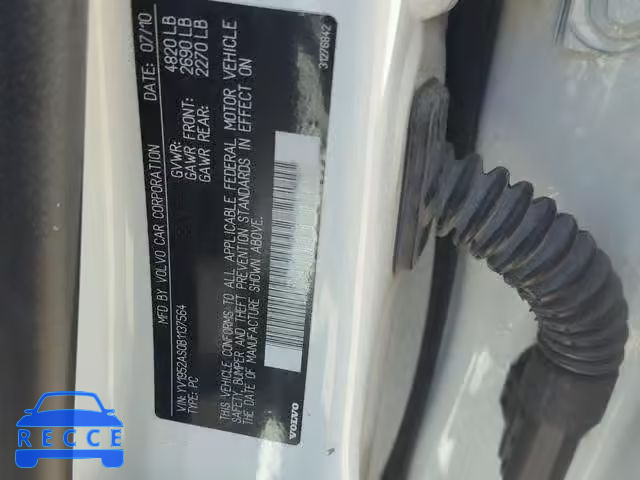 MFD BY VOLVO CAR CORPORATION DATE: 07/10
GVWR: 4820 LB
GAWR FRONT: 2690 LB
GAWR REAR: 2270 LB
VIN: YV1952AS0B1137564
TYPE: PC
THIS VEHICLE CONFORMS TO ALL APPLICABLE FEDERAL MOTOR VEHICLE
SAFETY, BUMPER AND THEFT PREVENTION STANDARDS IN EFFECT ON
THE DATE OF MANUFACTURE SHOWN ABOVE.
31276842
VOLVO
RECCE